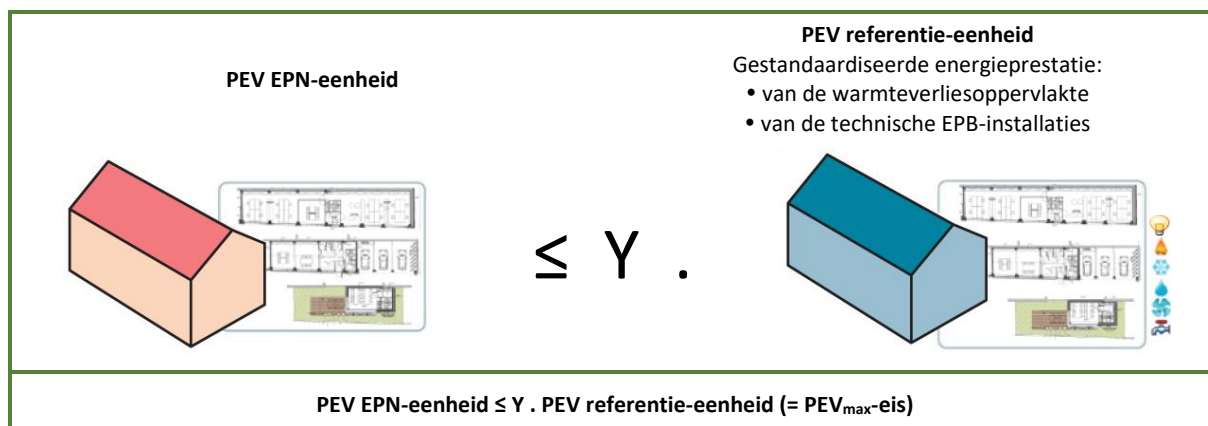 PEV EPN-eenheid
PEV referentie-eenheid
Gestandaardiseerde energieprestatie:
• van de warmteverliesoppervlakte
• van de technische EPB-installaties
≤ Y .
PEV EPN-eenheid ≤ Y . PEV referentie-eenheid (= PEVmax-eis)